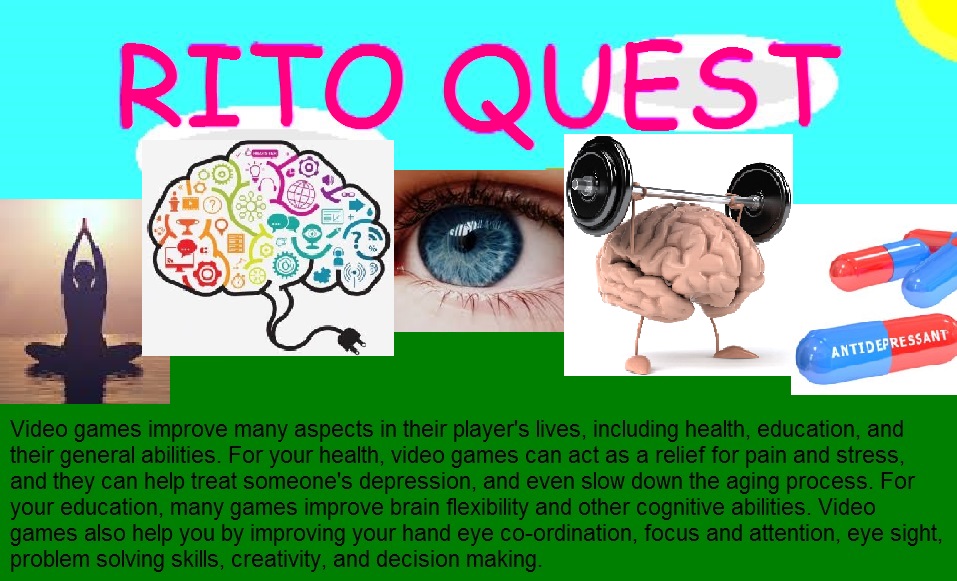 RITO QUEST
ANTIDEPRESSANT
Video games improve many aspects in their player's lives, including health, education, and
their general abilities. For your health, video games can act as a relief for pain and stress,
and they can help treat someone's depression, and even slow down the aging process. For
your education, many games improve brain flexibility and other cognitive abilities. Video
games also help you by improving your hand eye co-ordination, focus and attention, eye sight,
problem solving skills, creativity, and decision making.